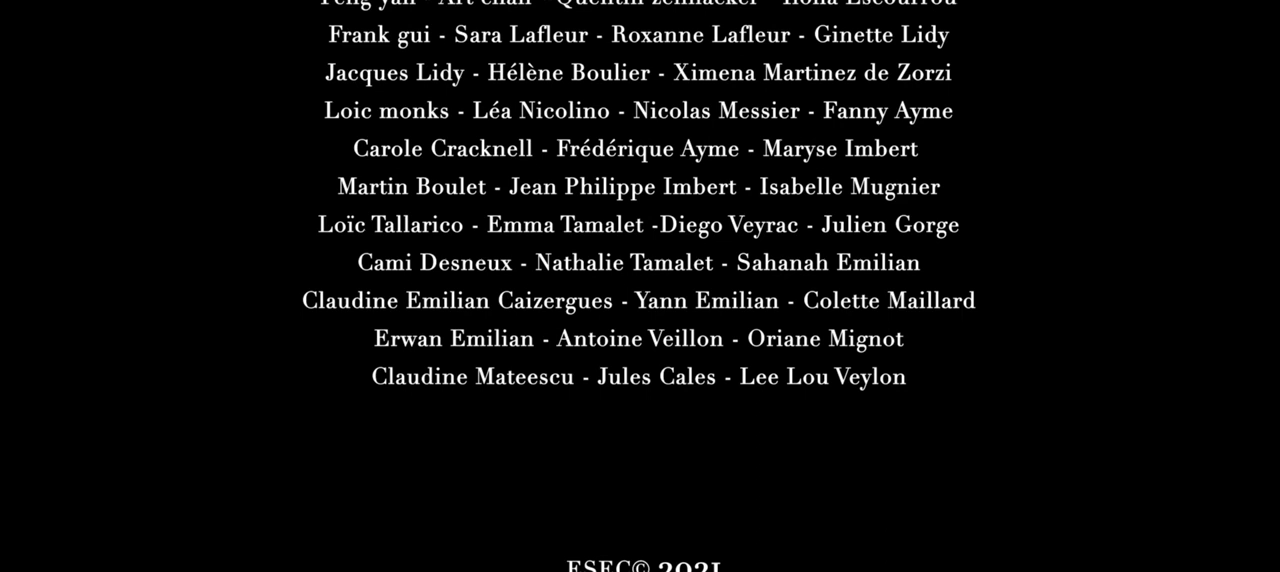 Peng yan - Art chan - Quentin zehnacker - Ilona Escourrou
Frank gui - Sara Lafleur - Roxanne Lafleur - Ginette Lidy
Jacques Lidy - Hélène Boulier - Ximena Martinez de Zorzi
Loic monks - Léa Nicolino - Nicolas Messier - Fanny Ayme
Carole Cracknell - Frédérique Ayme - Maryse Imbert
Martin Boulet - Jean Philippe Imbert - Isabelle Mugnier
Loïc Tallarico - Emma Tamalet -Diego Veyrac - Julien Gorge
Cami Desneux - Nathalie Tamalet - Sahanah Emilian
Claudine Emilian Caizergues - Yann Emilian - Colette Maillard
Erwan Emilian - Antoine Veillon - Oriane Mignot
Claudine Mateescu - Jules Cales - Lee Lou Veylon
ESEC© 2021